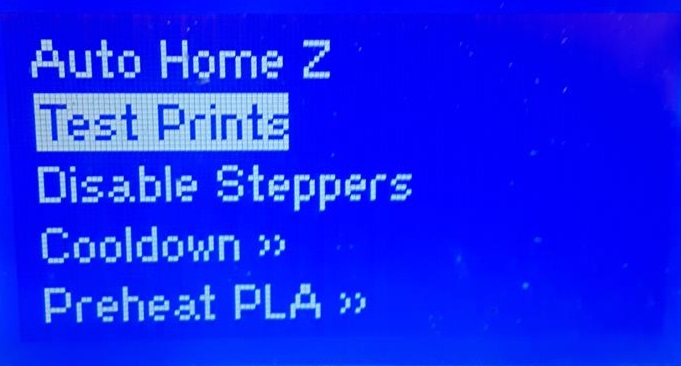 Auto Home Z
Test Prints
Disable Steppers
Cooldown »
Preheat PLA »